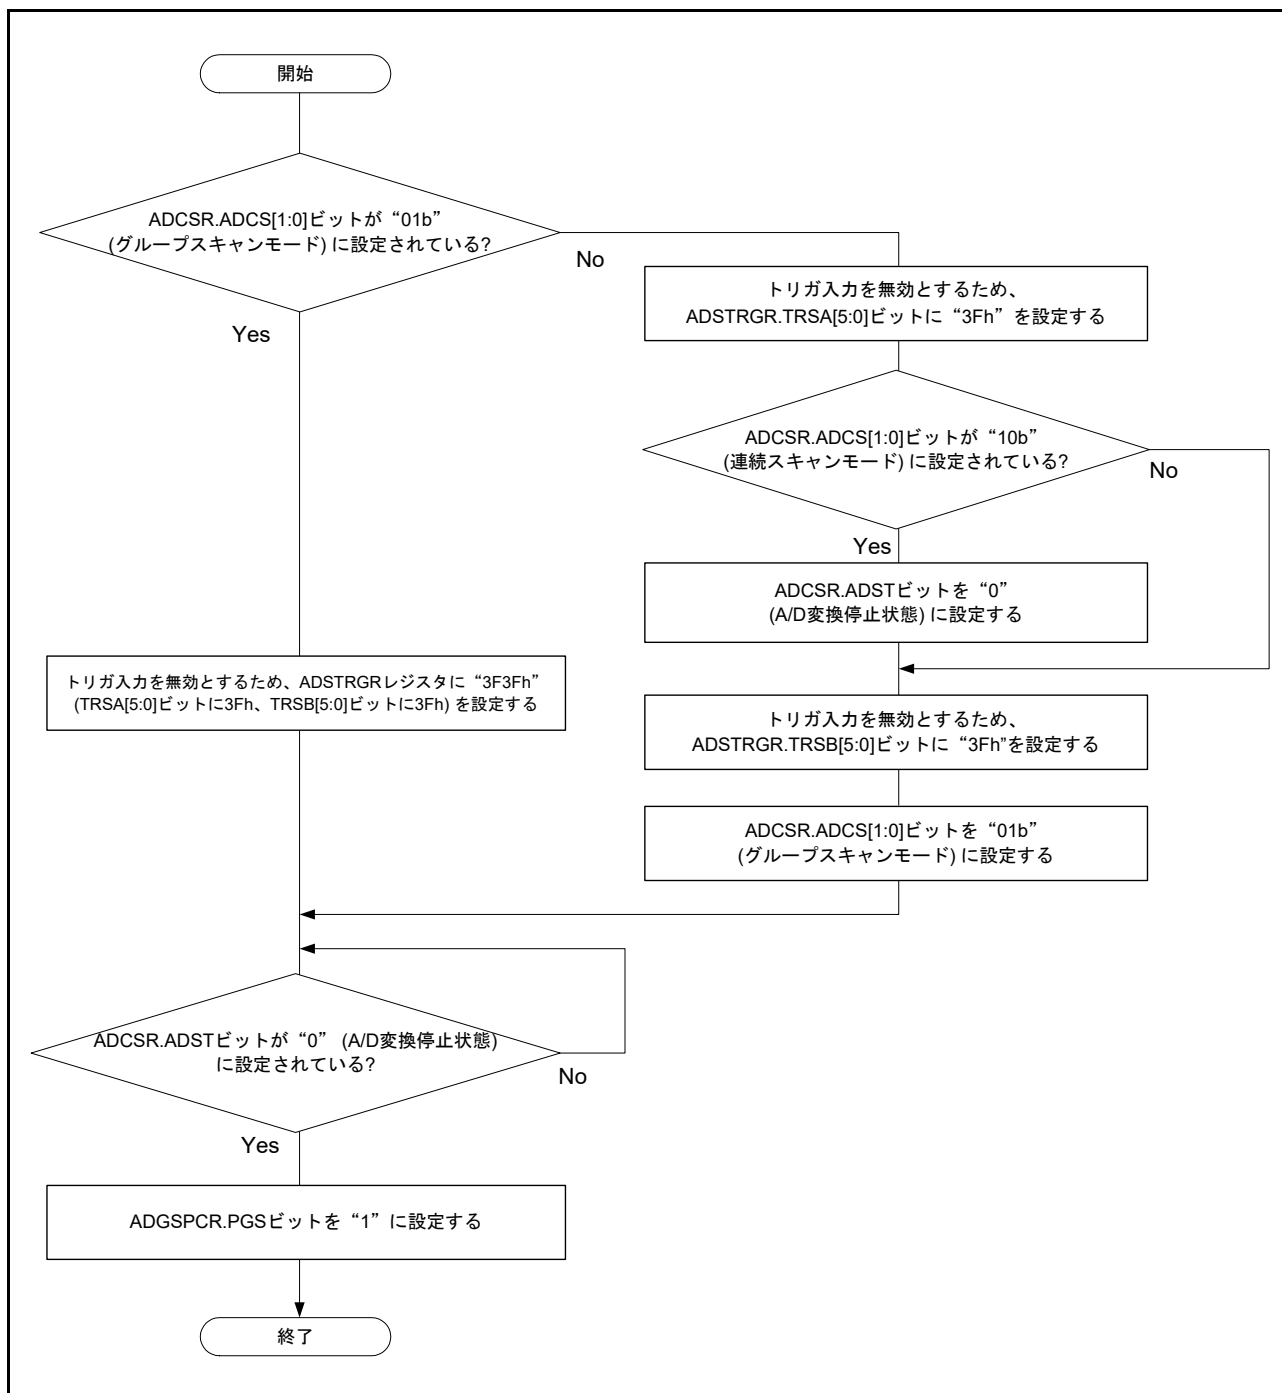 開始
ADCSR.ADCS[1:0]ビットが“01b”
(グループスキャンモード) に設定されている?
No
Yes
トリガ入力を無効とするため、
ADSTRGR.TRSA[5:0]ビットに“3Fh”を設定する
ADCSR.ADCS[1:0]ビットが“10b”
(連続スキャンモード) に設定されている?
No
Yes
ADCSR.ADSTビットを“0”
(A/D変換停止状態) に設定する
トリガ入力を無効とするため、ADSTRGRレジスタに“3F3Fh”
(TRSA[5:0]ビットに3Fh、TRSB[5:0]ビットに3Fh) を設定する
トリガ入力を無効とするため、
ADSTRGR.TRSB[5:0]ビットに“3Fh”を設定する
ADCSR.ADCS[1:0]ビットを“01b”
(グループスキャンモード) に設定する
ADCSR.ADSTビットが“0” (A/D変換停止状態)
に設定されている?
No
Yes
ADGSPCR.PGSビットを“1”に設定する
終了